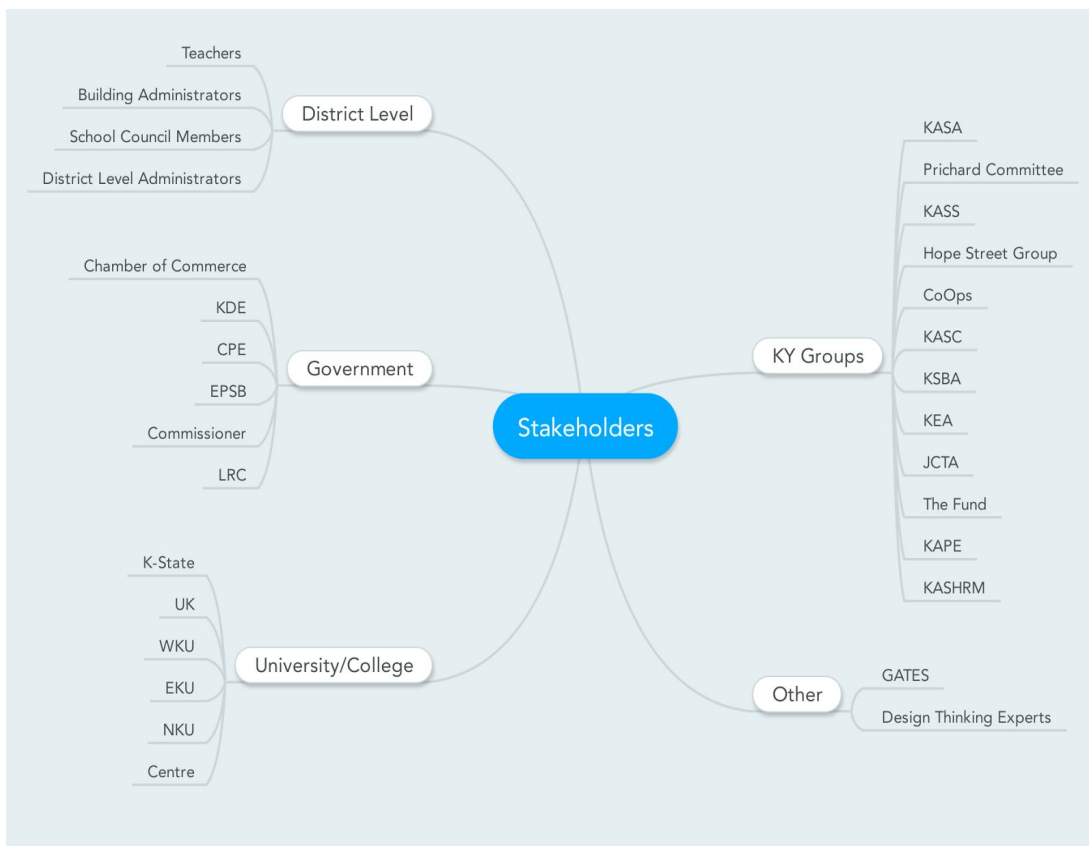 Stakeholders
District Level
Teachers
Building Administrators
School Council Members
District Level Administrators
Government
Chamber of Commerce
KDE
CPE
EPSB
Commissioner
LRC
University/College
K-State
UK
WKU
EKU
NKU
Centre
KY Groups
KASA
Prichard Committee
KASS
Hope Street Group
CoOps
KASC
KSBA
KEA
JCTA
The Fund
KAPE
KASHRM
Other
GATES
Design Thinking Experts